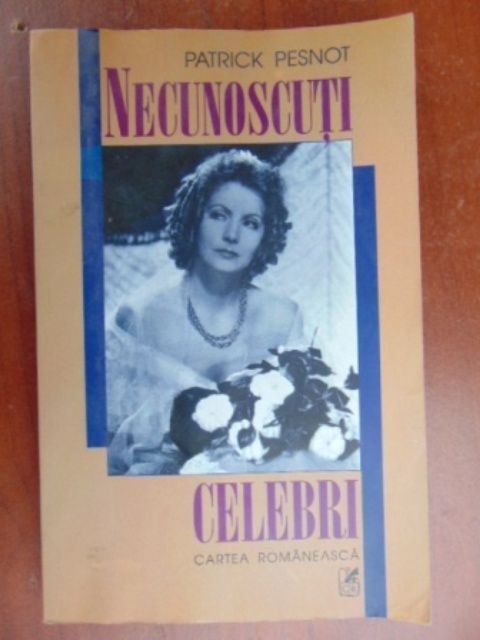 PATRICK PESNOT
NECUNOSCUȚI
CELEBRI
CARTEA ROMÂNEASCĂ